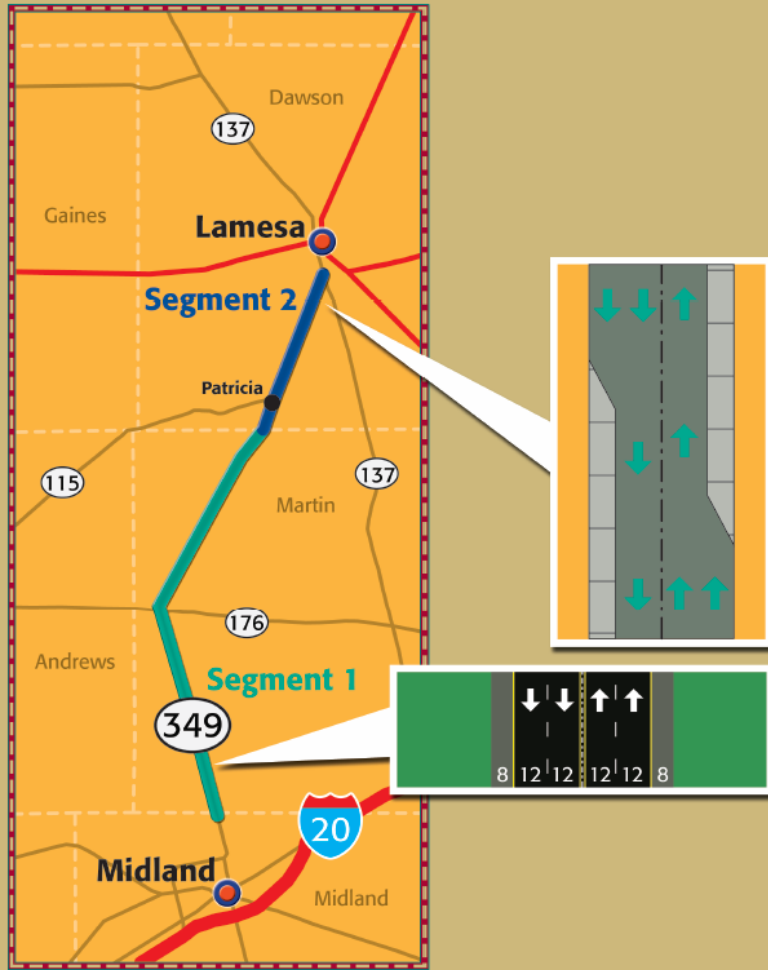 Dawson
137
Gaines
Lamesa
Segment 2
Patricia
115
137
Martin
176
Andrews
Segment 1
349
8 12 12 12 12 8
20
Midland
Midland